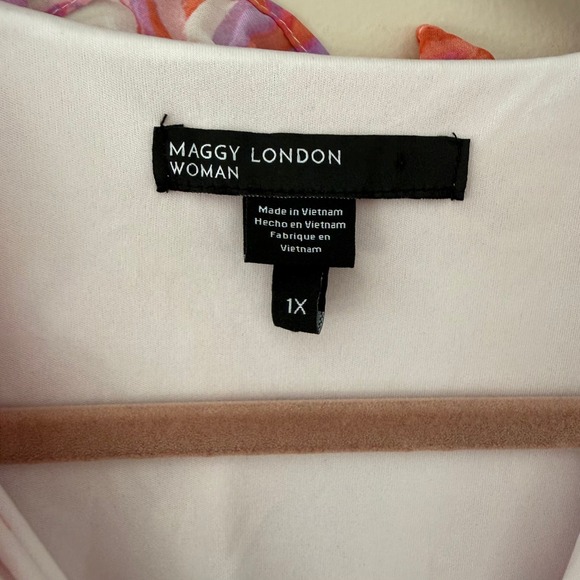 MAGGY LONDON
WOMAN
Made in Vietnam
Hecho en Vietnam
Fabrique en
Vietnam
1X